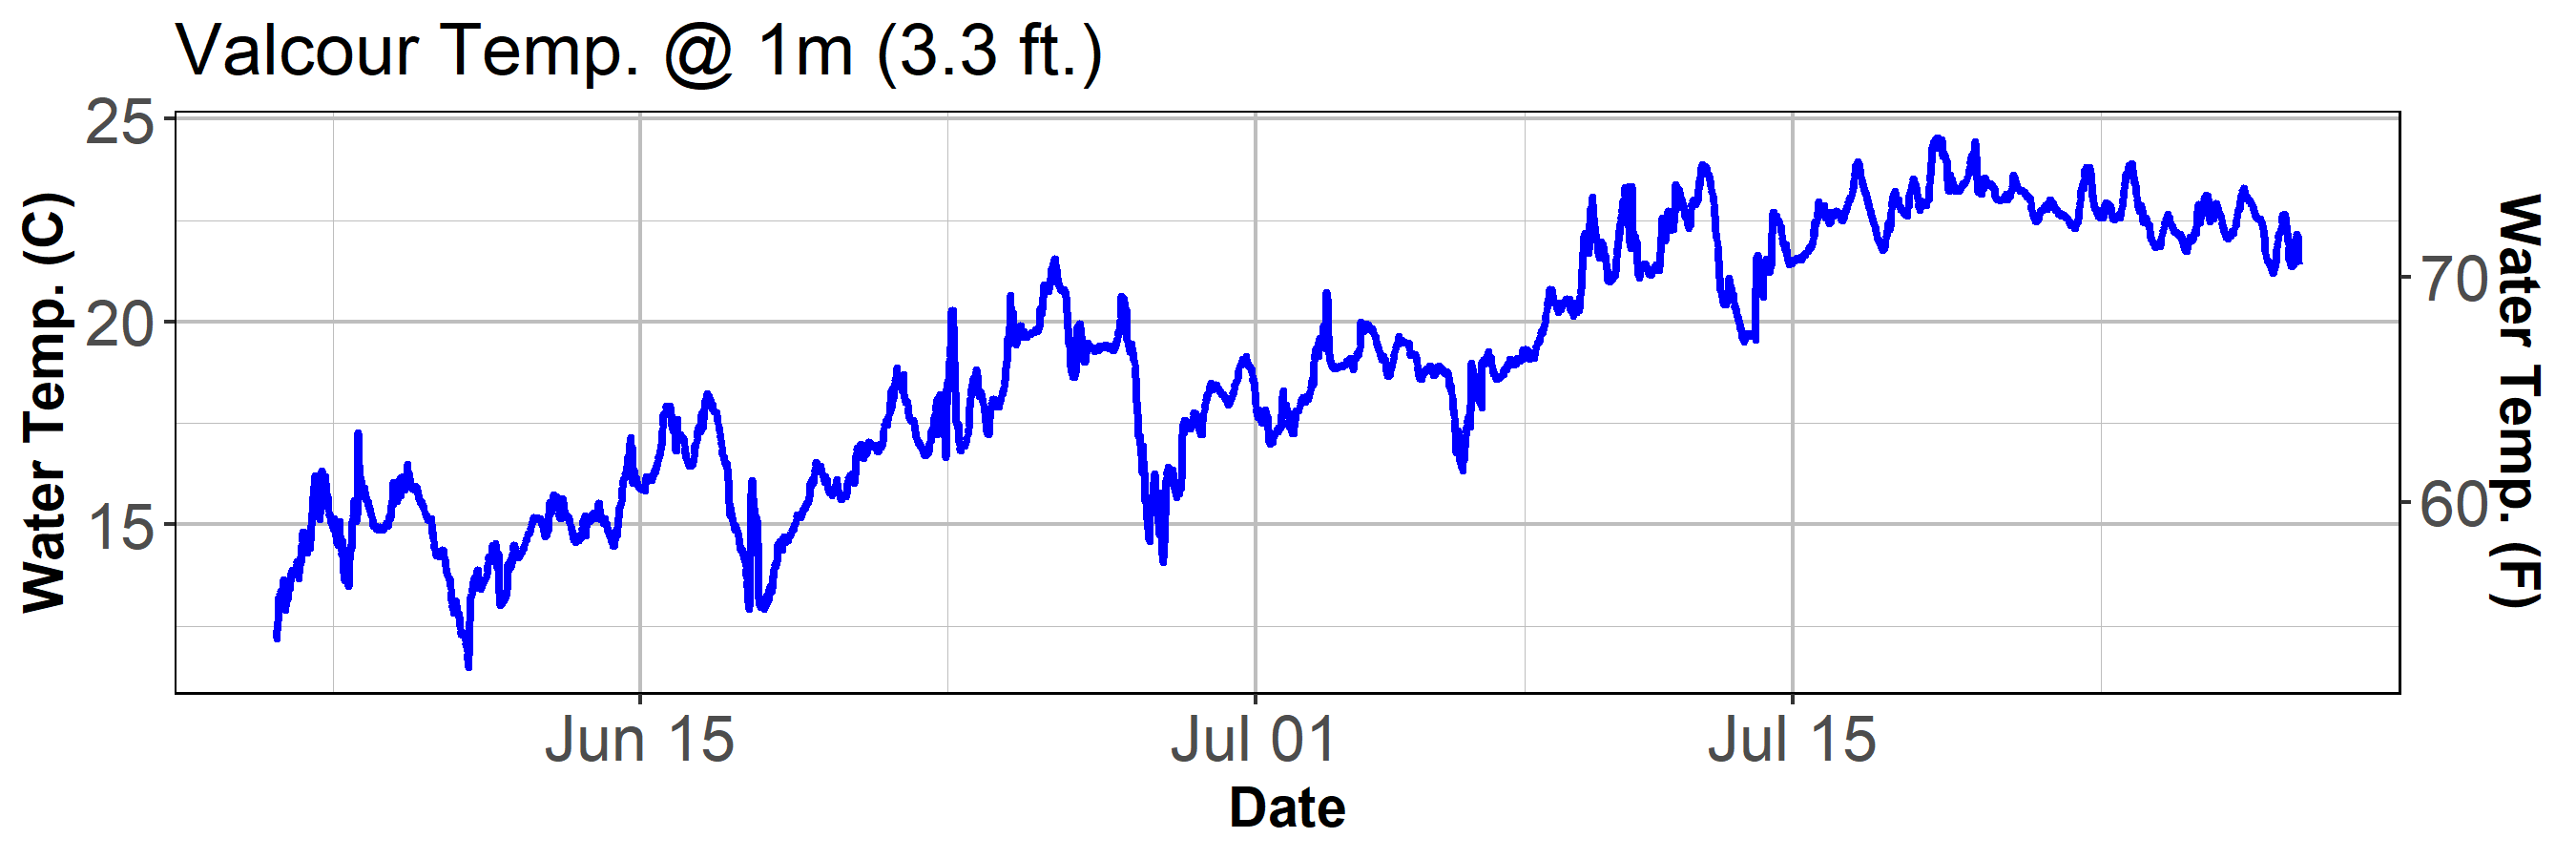 Valcour Temp. @ 1m (3.3 ft.)
Water Temp. (C)
25
20
15
70
60
Water Temp. (F)
Jun 15
Jul 01
Jul 15
Date